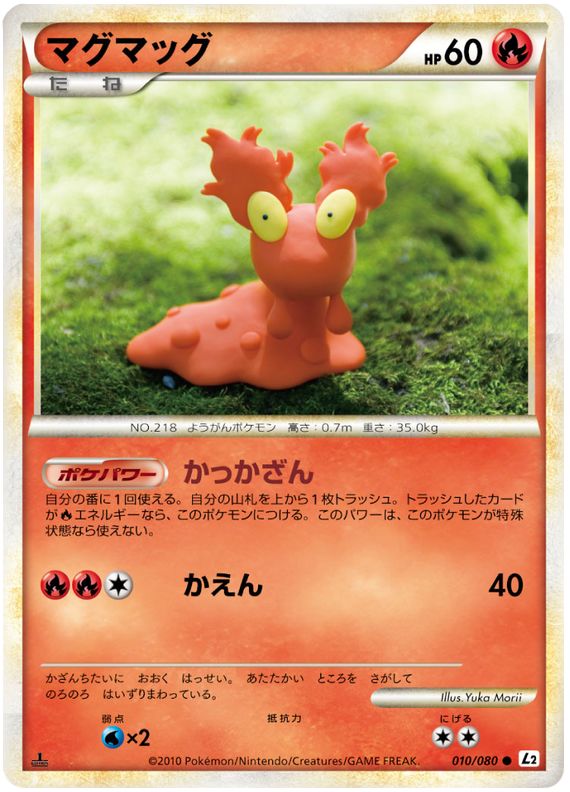 マグマッグ
HP60
たね
NO.218 ようがんポケモン 高さ：0.7m 重さ：35.0kg
ポケパワー かっかざん
自分の番に1回使える。自分の山札を上から1枚トラッシュ。トラッシュしたカード
がエネルギーなら、このポケモンにつける。このパワーは、このポケモンが特殊
状態なら使えない。
かえん 40
かざんちたいに おおく はっせい。あたたかい ところを さがして
のろのろ はいずりまわっている。
Illus.Yuka Morii
弱点 抵抗力 にげる
×2
©2010 Pokémon/Nintendo/Creatures/GAME FREAK.
010/080 ● L2